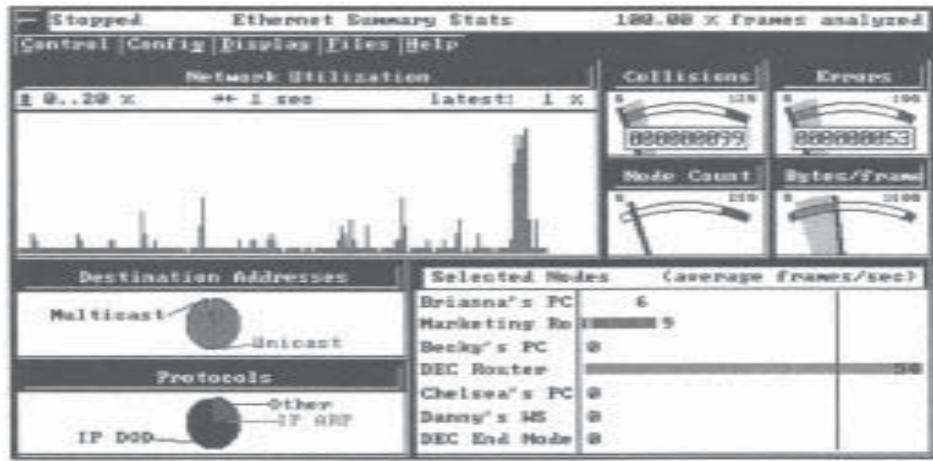 Stopped Ethernet Summary Stats 100.00 % frames analyzed
Control Config Display Files Help
Network Utilization
0..20 % 1 sec latest: 1 %
Collisions
0 125
000000099
Errors
0 100
000000053
Node Count
0 250
Bytes/frame
0
Destination Addresses
Multicast
Unicast
Protocols
Other
IP ARP
IP DOD
Selected Nodes (average frames/sec)
Brianna's PC 6
Marketing Ro 9
Becky's PC 0
DEC Router
Chelsea's PC 0
Danny's WS 0
DEC End Node 0